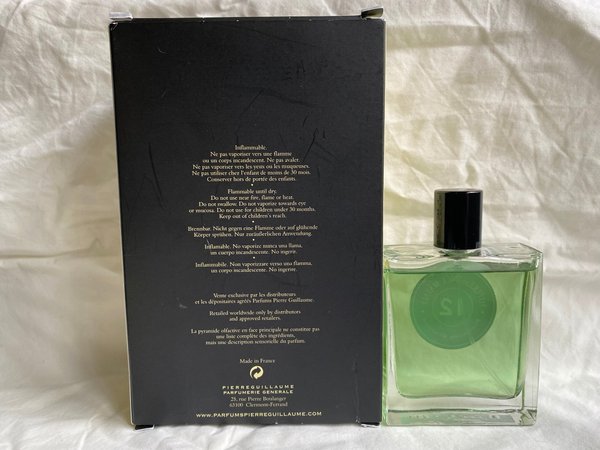 Inflammable.
Ne pas vaporiser vers une flamme
ou un corps incandescent. Ne pas avaler.
Ne pas vaporiser vers les yeux ou les muqueuses.
Ne pas utiliser chez l'enfant de moins de 30 mois.
Conserver hors de portée des enfants.
•
Flammable until dry.
Do not use near fire, flame or heat.
Do not swallow. Do not vaporize towards eye
or mucosa. Do not use for children under 30 months.
Keep out of children's reach.
•
Brennbar. Nicht gegen eine Flamme oder auf glühende
Körper sprühen. Nur zuräußerlichen Anwendung.
•
Inflamable. No vaporize nunca una llama,
un cuerpo incandescente. No ingerir.
•
Inflammabile. Non vaporizzare verso una flamma,
un corpo incandescente. No ingerite.
Vente exclusive par les distributeurs
et les dépositaires agréés Parfums Pierre Guillaume.
•
Retailed worldwide only by distributors
and approved retailers.
•
La pyramide olfactive en face principale ne constitue pas
une liste complète des ingrédients,
mais une description sensorielle du parfum.
Made in France
PIERREGUILLAUME
PARFUMERIE GENERALE
25, rue Pierre Boulanger
63100 Clermont-Ferrand
WWW.PARFUMSPIERREGUILLAUME.COM
12